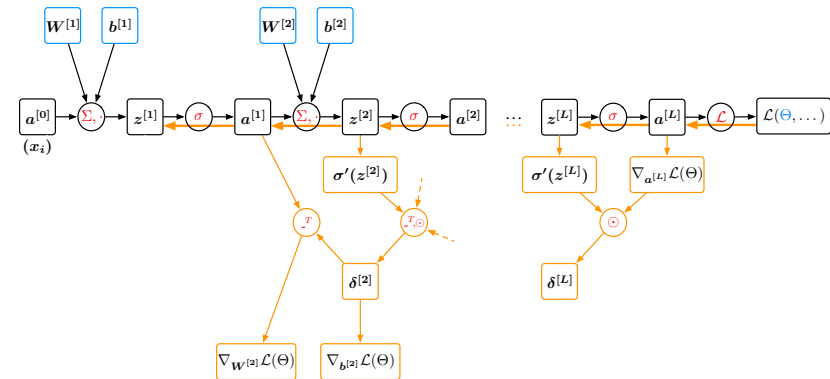 W^[1] b^[1] W^[2] b^[2]
a^[0] Σ,· z^[1] σ a^[1] Σ,· z^[2] σ a^[2] ... z^[L] σ a^[L] ℒ ℒ(Θ,...)
(x_i)
σ′(z^[2]) σ′(z^[L]) ∇_{a^[L]}ℒ(Θ)
-^T -^T,⊙ ⊙
δ^[2] δ^[L]
∇_{W^[2]}ℒ(Θ) ∇_{b^[2]}ℒ(Θ)